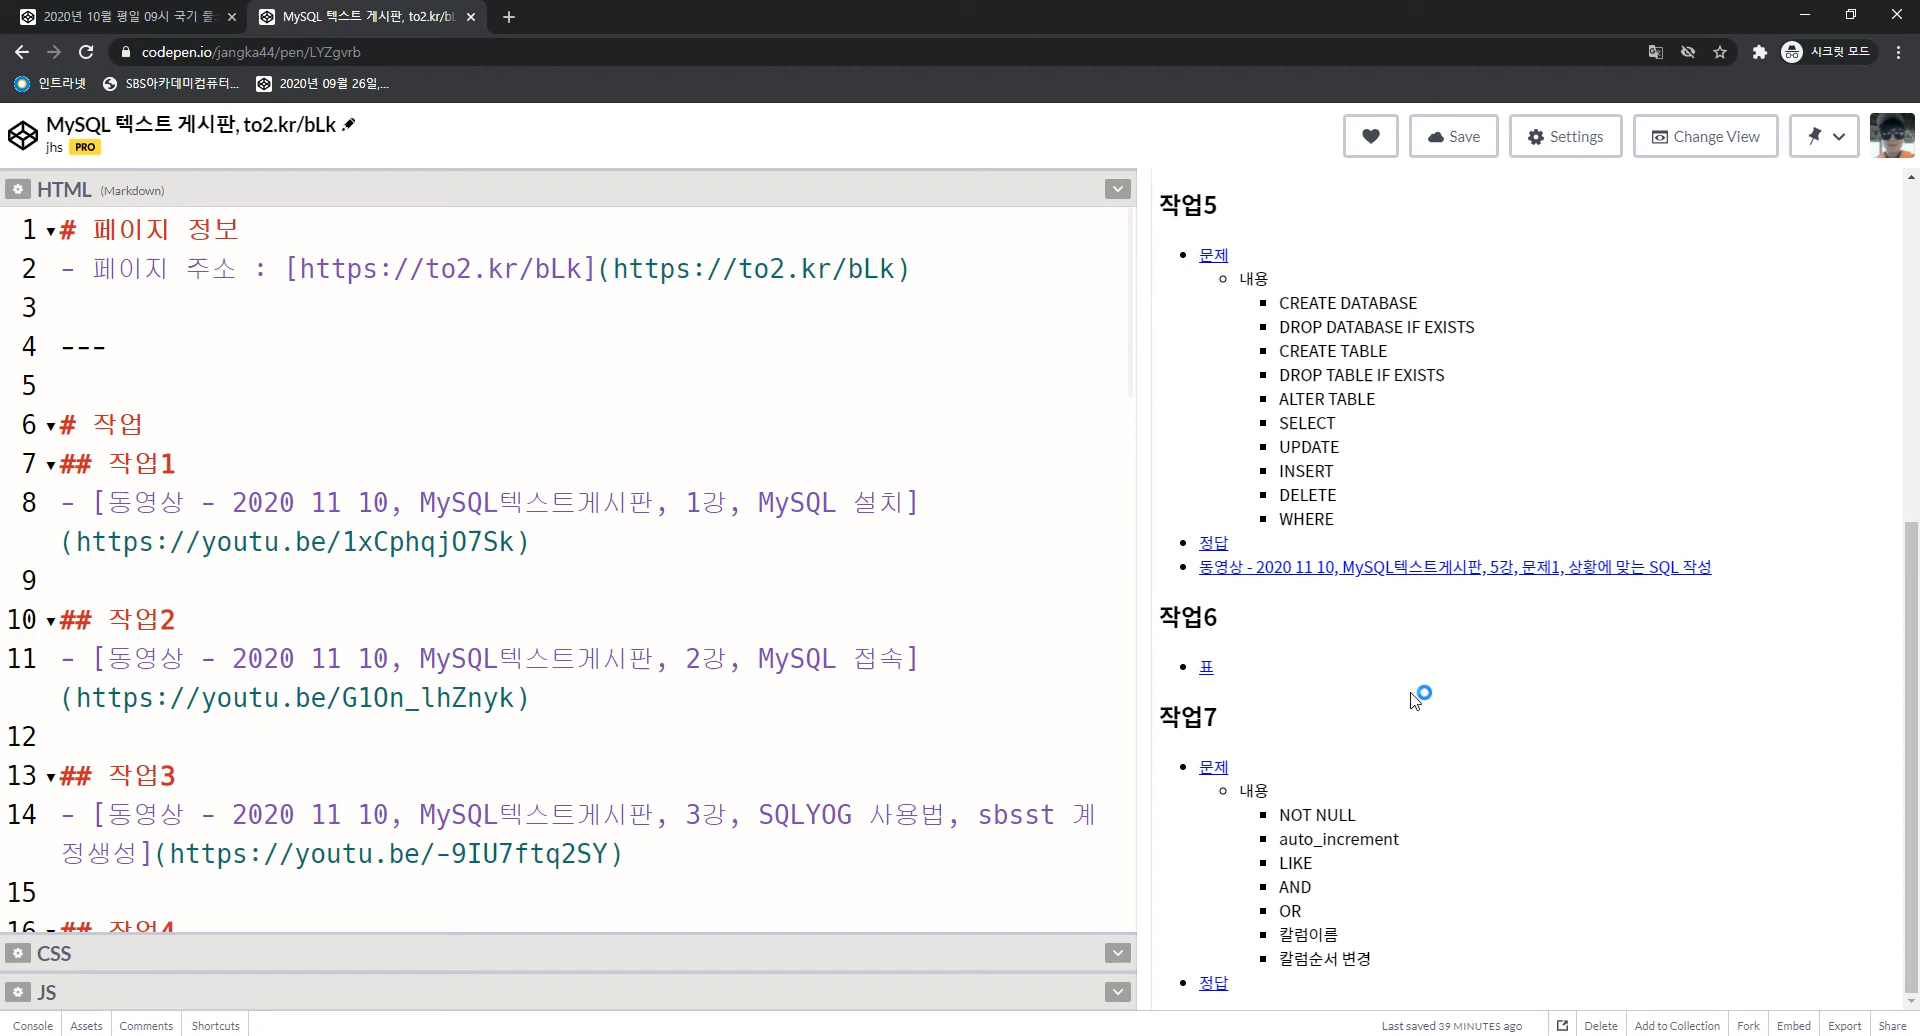 2020년 10월 평일 09시 국기 풀
MySQL 텍스트 게시판, to2.kr/bL
codepen.io/jangka44/pen/LYZgvrb
시크릿 모드
인트라넷
SBS아카데미컴퓨터...
2020년 09월 26일,...
MySQL 텍스트 게시판, to2.kr/bLk
jhs PRO
Save
Settings
Change View
HTML (Markdown)
1 # 페이지 정보
2 - 페이지 주소 : [https://to2.kr/bLk](https://to2.kr/bLk)
3
4 ---
5
6 # 작업
7 ## 작업1
8 - [동영상 - 2020 11 10, MySQL텍스트게시판, 1강, MySQL 설치]
(https://youtu.be/1xCphqjO7Sk)
9
10 ## 작업2
11 - [동영상 - 2020 11 10, MySQL텍스트게시판, 2강, MySQL 접속]
(https://youtu.be/G1On_lhZnyk)
12
13 ## 작업3
14 - [동영상 - 2020 11 10, MySQL텍스트게시판, 3강, SQLYOG 사용법, sbsst 계
정생성](https://youtu.be/-9IU7ftq2SY)
15
16 ## 작업4
CSS
JS
작업5
문제
내용
CREATE DATABASE
DROP DATABASE IF EXISTS
CREATE TABLE
DROP TABLE IF EXISTS
ALTER TABLE
SELECT
UPDATE
INSERT
DELETE
WHERE
정답
동영상 - 2020 11 10, MySQL텍스트게시판, 5강, 문제1, 상황에 맞는 SQL 작성
작업6
표
작업7
문제
내용
NOT NULL
auto_increment
LIKE
AND
OR
칼럼이름
칼럼순서 변경
정답
Console
Assets
Comments
Shortcuts
Last saved 39 MINUTES ago
Delete
Add to Collection
Fork
Embed
Export
Share